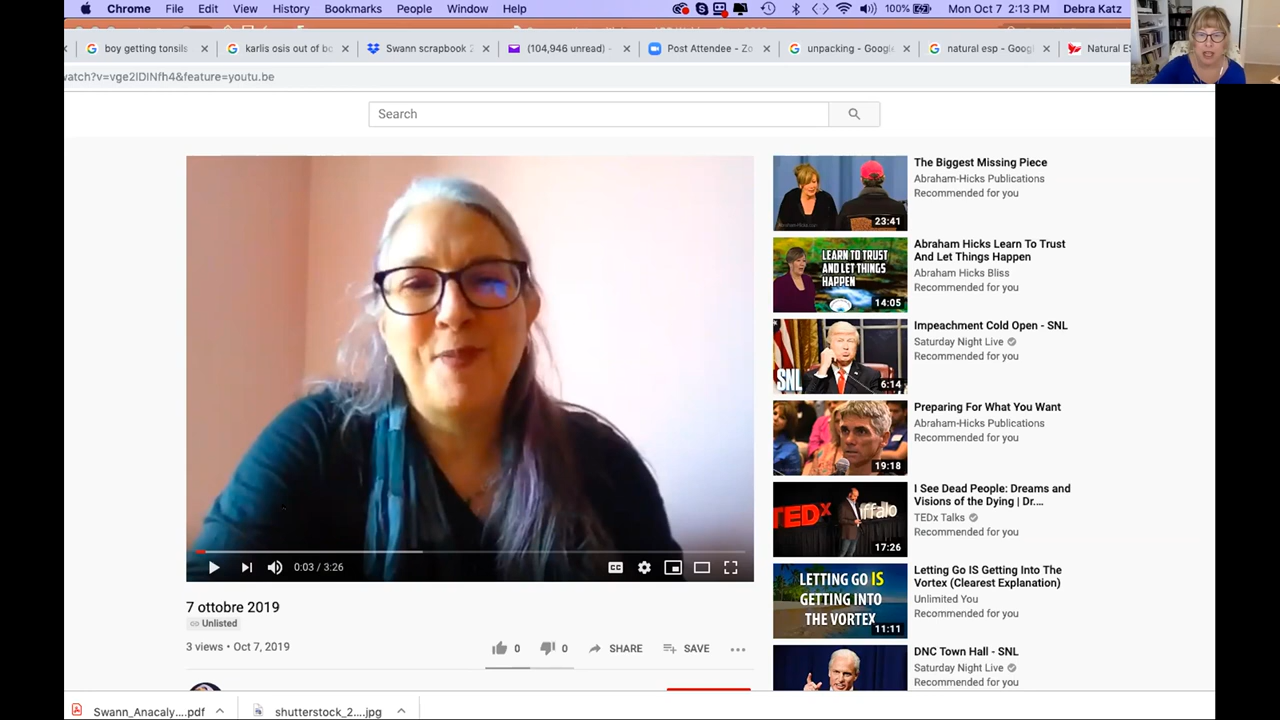 Chrome File Edit View History Bookmarks People Window Help 100% Mon Oct 7 2:13 PM Debra Katz
boy getting tonsils karlis osis out of bo Swann scrapbook 2 (104,946 unread) - Post Attendee - Zo unpacking - Google natural esp - Goog Natural ES
watch?v=vge2lDlNfh4&feature=youtu.be
Search
The Biggest Missing Piece
Abraham-Hicks Publications
Recommended for you
23:41
LEARN TO TRUST
AND LET THINGS
HAPPEN
14:05
Abraham Hicks Learn To Trust
And Let Things Happen
Abraham Hicks Bliss
Recommended for you
SNL
6:14
Impeachment Cold Open - SNL
Saturday Night Live
Recommended for you
19:18
Preparing For What You Want
Abraham-Hicks Publications
Recommended for you
TEDx
ffalo
17:26
I See Dead People: Dreams and
Visions of the Dying | Dr....
TEDx Talks
Recommended for you
LETTING GO IS
GETTING INTO
THE VORTEX
11:11
Letting Go IS Getting Into The
Vortex (Clearest Explanation)
Unlimited You
Recommended for you
DNC Town Hall - SNL
Saturday Night Live
Recommended for you
0:03 / 3:26 CC
7 ottobre 2019
Unlisted
3 views • Oct 7, 2019 0 0 SHARE SAVE
Swann_Anacaly....pdf shutterstock_2....jpg